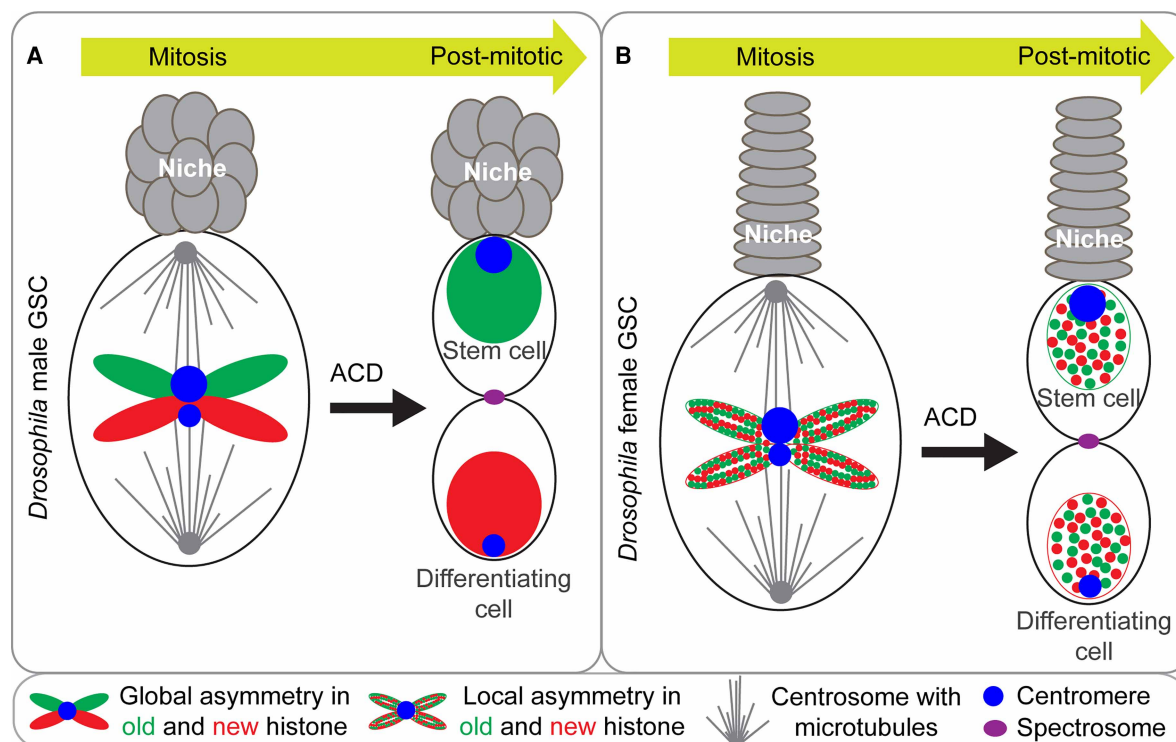 A
Mitosis
Post-mitotic
Niche
Niche
Drosophila male GSC
ACD
Stem cell
Differentiating
cell
B
Mitosis
Post-mitotic
Niche
Niche
Drosophila female GSC
ACD
Stem cell
Differentiating
cell
Global asymmetry in
old and new histone
Local asymmetry in
old and new histone
Centrosome with
microtubules
Centromere
Spectrosome